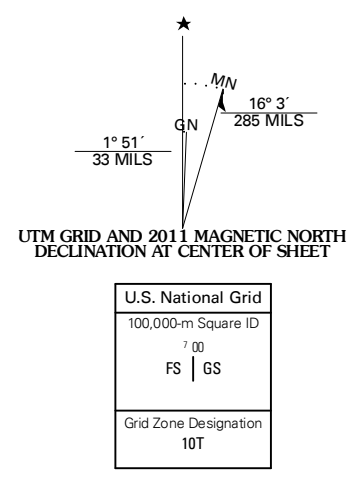 ★
MN
GN
16° 3´
285 MILS
1° 51´
33 MILS
UTM GRID AND 2011 MAGNETIC NORTH
DECLINATION AT CENTER OF SHEET
U.S. National Grid
100,000-m Square ID
7 00
FS | GS
Grid Zone Designation
10T